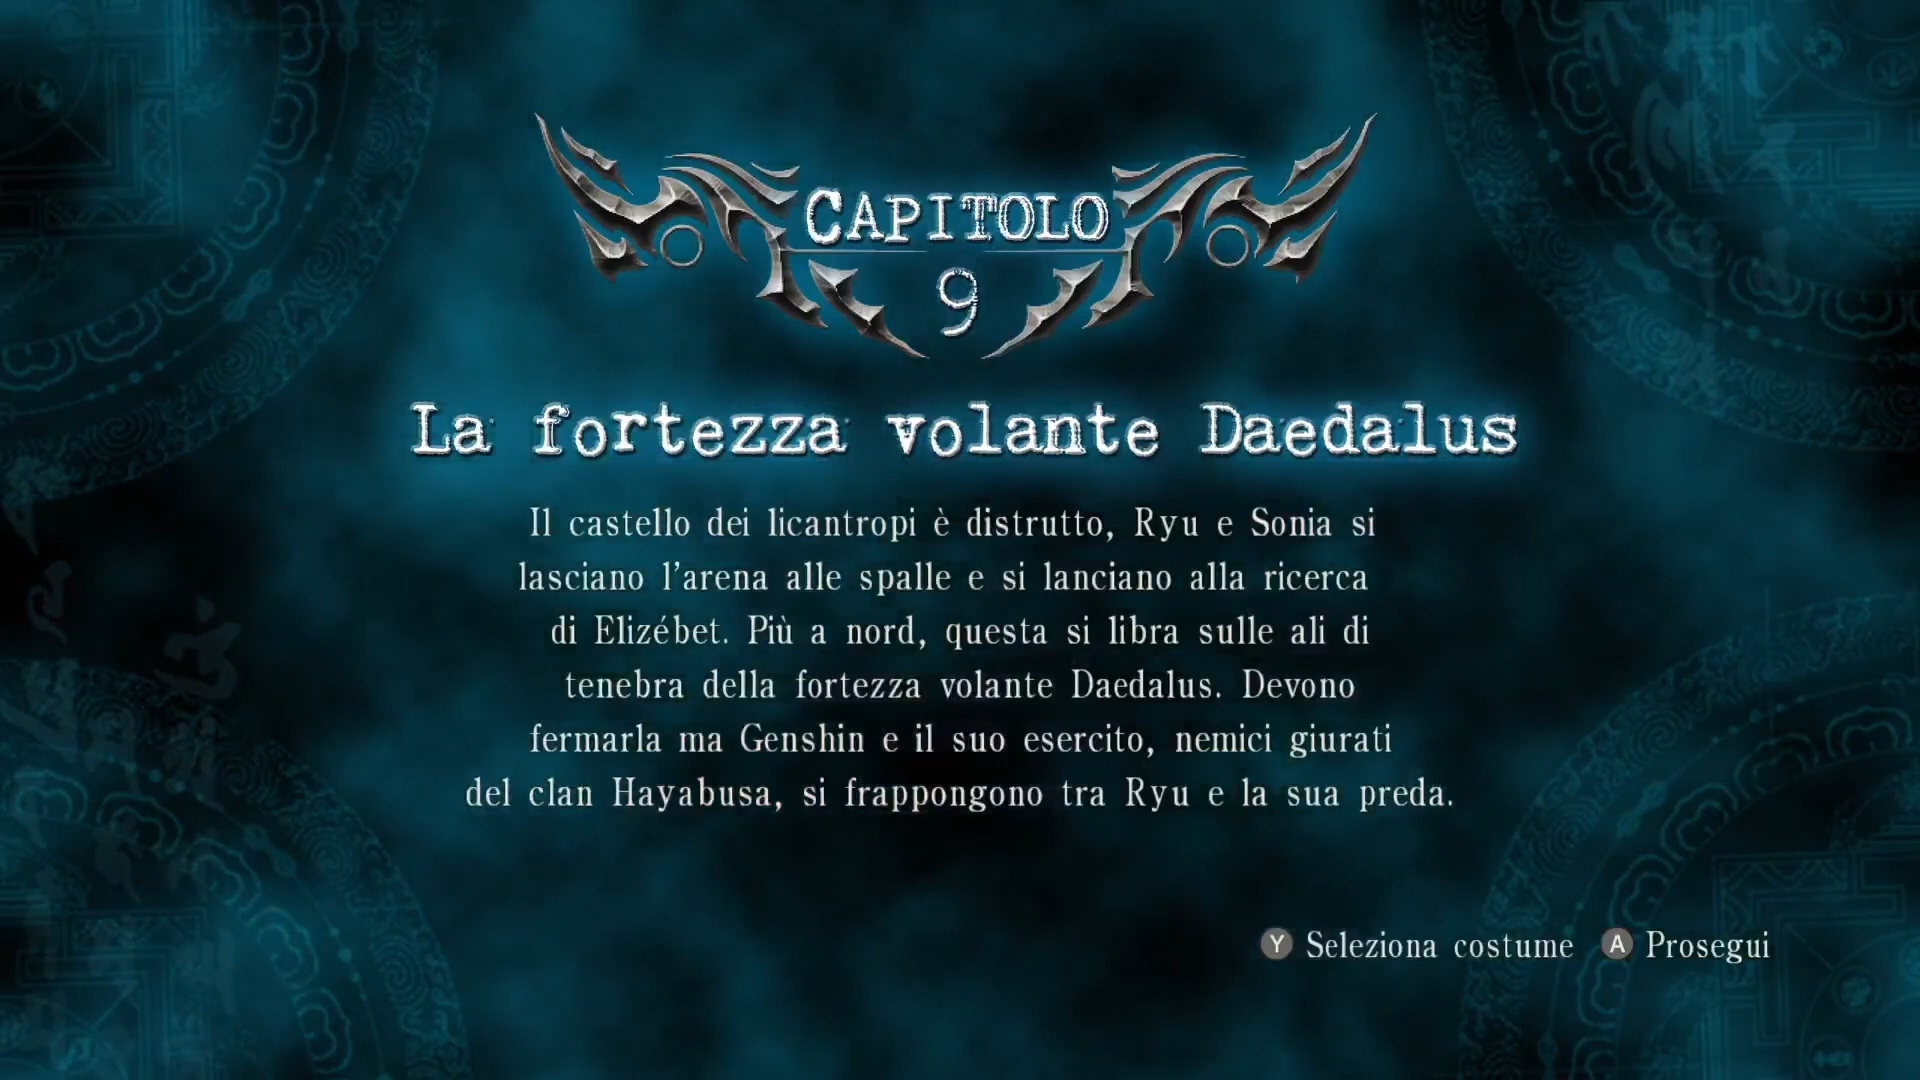 CAPITOLO
9
La fortezza volante Daedalus
Il castello dei licantropi è distrutto, Ryu e Sonia si
lasciano l'arena alle spalle e si lanciano alla ricerca
di Elizébet. Più a nord, questa si libra sulle ali di
tenebra della fortezza volante Daedalus. Devono
fermarla ma Genshin e il suo esercito, nemici giurati
del clan Hayabusa, si frappongono tra Ryu e la sua preda.
Y Seleziona costume A Prosegui